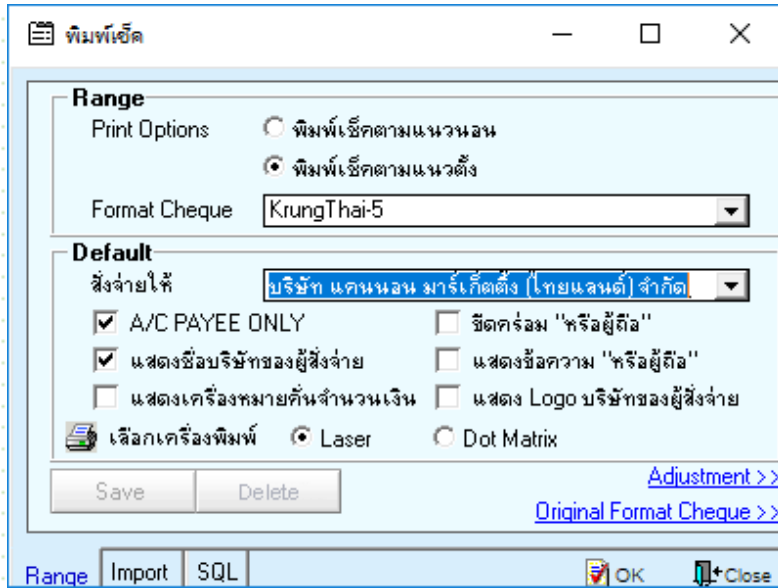 พิมพ์เช็ค
Range
Print Options
พิมพ์เช็คตามแนวนอน
พิมพ์เช็คตามแนวตั้ง
Format Cheque KrungThai-5
Default
สั่งจ่ายให้ บริษัท แคนนอน มาร์เก็ตติ้ง (ไทยแลนด์) จำกัด
A/C PAYEE ONLY ขีดคร่อม "หรือผู้ถือ"
แสดงชื่อบริษัทของผู้สั่งจ่าย แสดงข้อความ "หรือผู้ถือ"
แสดงเครื่องหมายคั่นจำนวนเงิน แสดง Logo บริษัทของผู้สั่งจ่าย
เลือกเครื่องพิมพ์ Laser Dot Matrix
Save Delete Adjustment >>
Original Format Cheque >>
Range Import SQL OK Close